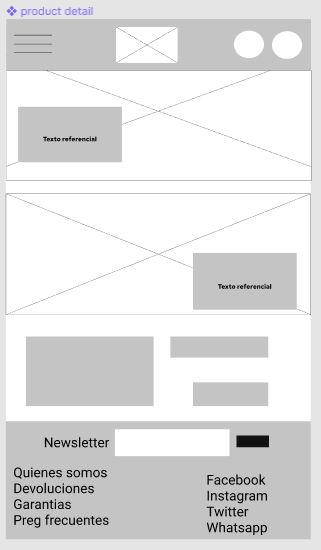 product detail
Texto referencial
Texto referencial
Newsletter
Quienes somos
Devoluciones
Garantias
Preg frecuentes
Facebook
Instagram
Twitter
Whatsapp